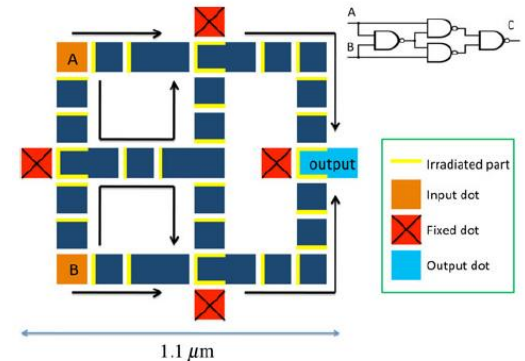 A
B
output
1.1 µm
A
B
C
Irradiated part
Input dot
Fixed dot
Output dot